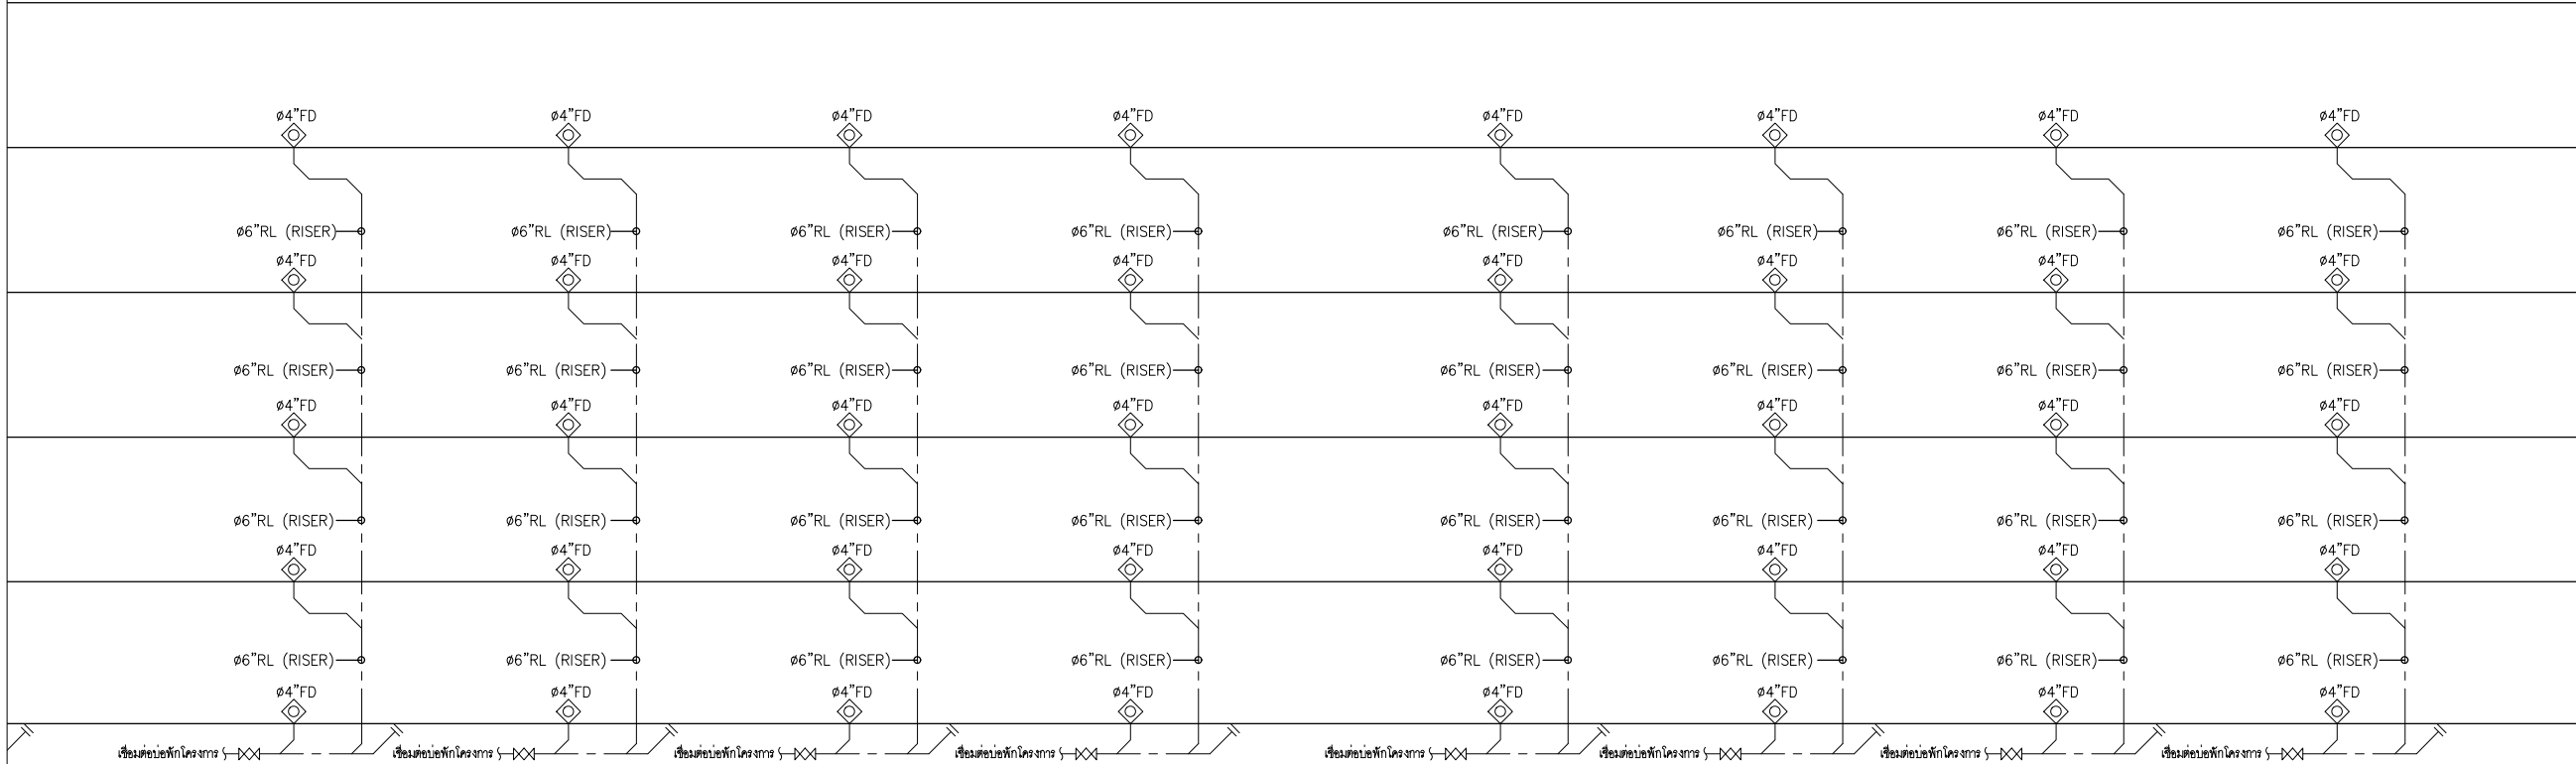 ø4"FD ø4"FD ø4"FD ø4"FD ø4"FD ø4"FD ø4"FD ø4"FD
ø6"RL (RISER) ø6"RL (RISER) ø6"RL (RISER) ø6"RL (RISER) ø6"RL (RISER) ø6"RL (RISER) ø6"RL (RISER) ø6"RL (RISER)
ø4"FD ø4"FD ø4"FD ø4"FD ø4"FD ø4"FD ø4"FD ø4"FD
ø6"RL (RISER) ø6"RL (RISER) ø6"RL (RISER) ø6"RL (RISER) ø6"RL (RISER) ø6"RL (RISER) ø6"RL (RISER) ø6"RL (RISER)
ø4"FD ø4"FD ø4"FD ø4"FD ø4"FD ø4"FD ø4"FD ø4"FD
ø6"RL (RISER) ø6"RL (RISER) ø6"RL (RISER) ø6"RL (RISER) ø6"RL (RISER) ø6"RL (RISER) ø6"RL (RISER) ø6"RL (RISER)
ø4"FD ø4"FD ø4"FD ø4"FD ø4"FD ø4"FD ø4"FD ø4"FD
ø6"RL (RISER) ø6"RL (RISER) ø6"RL (RISER) ø6"RL (RISER) ø6"RL (RISER) ø6"RL (RISER) ø6"RL (RISER) ø6"RL (RISER)
ø4"FD ø4"FD ø4"FD ø4"FD ø4"FD ø4"FD ø4"FD ø4"FD
เชื่อมต่อบ่อพักโครงการ เชื่อมต่อบ่อพักโครงการ เชื่อมต่อบ่อพักโครงการ เชื่อมต่อบ่อพักโครงการ เชื่อมต่อบ่อพักโครงการ เชื่อมต่อบ่อพักโครงการ เชื่อมต่อบ่อพักโครงการ เชื่อมต่อบ่อพักโครงการ